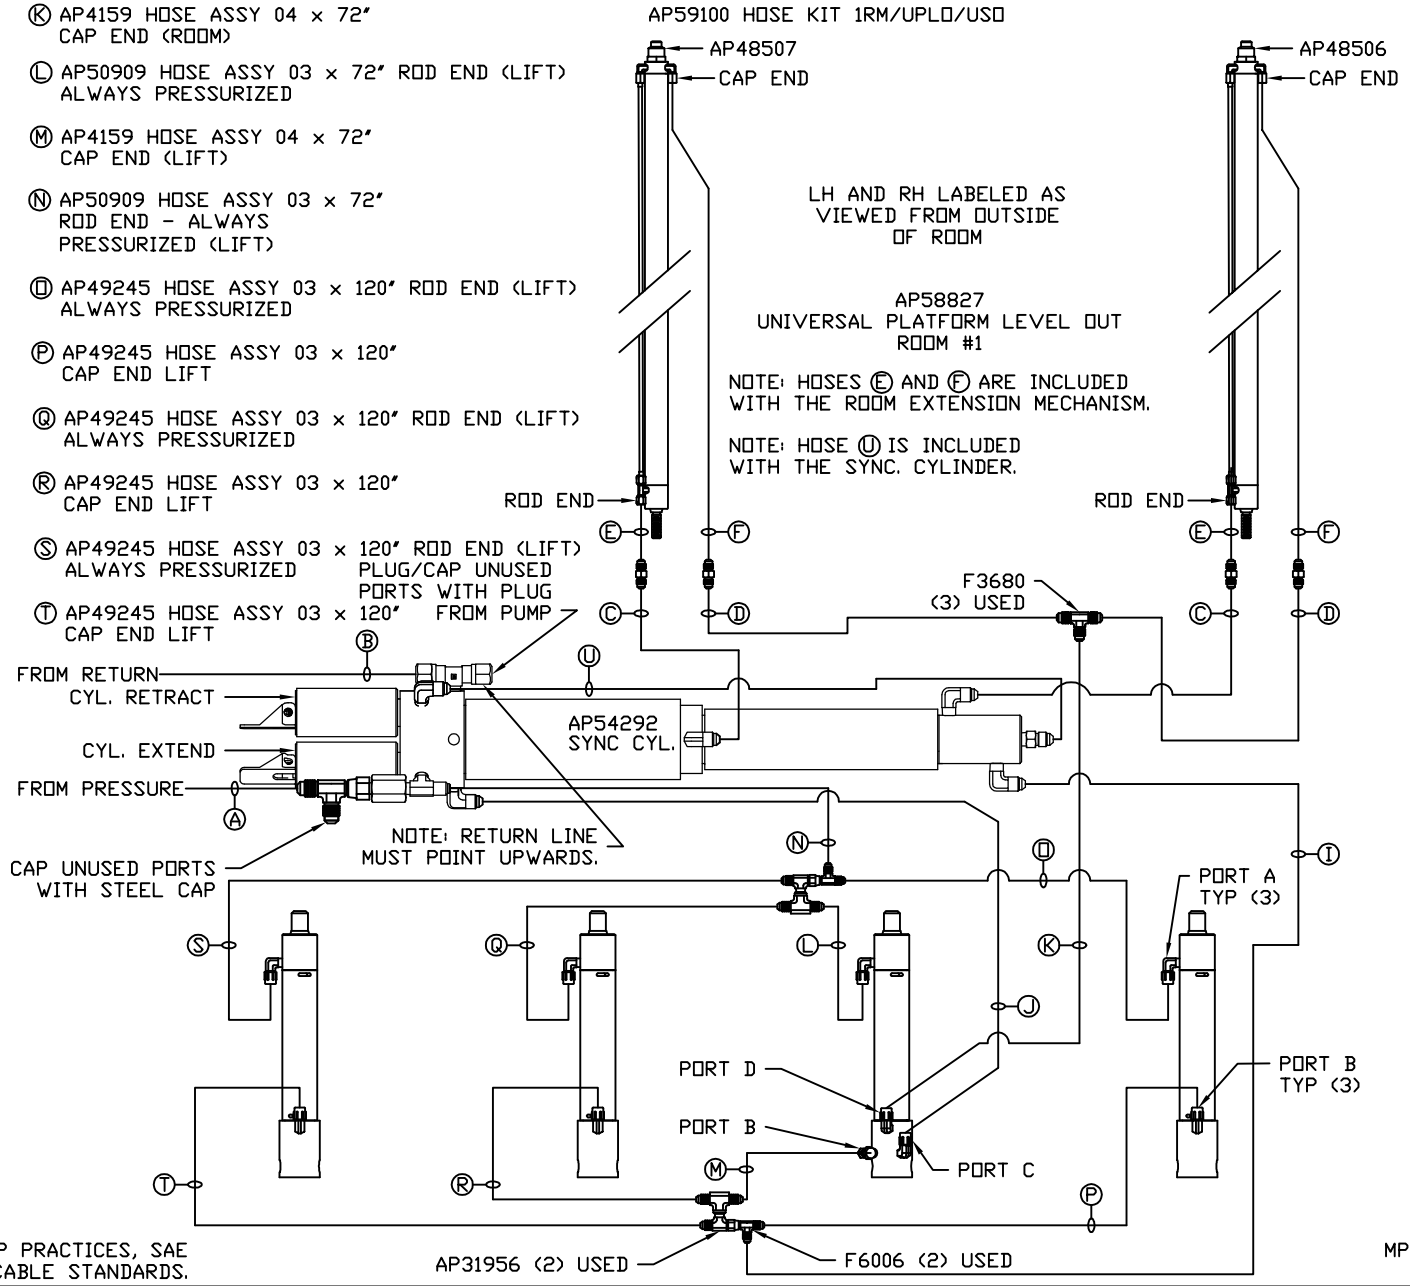 Ⓚ AP4159 HOSE ASSY 04 x 72"
CAP END (ROOM)
Ⓛ AP50909 HOSE ASSY 03 x 72" ROD END (LIFT)
ALWAYS PRESSURIZED
Ⓜ AP4159 HOSE ASSY 04 x 72"
CAP END (LIFT)
Ⓝ AP50909 HOSE ASSY 03 x 72"
ROD END - ALWAYS
PRESSURIZED (LIFT)
Ⓞ AP49245 HOSE ASSY 03 x 120" ROD END (LIFT)
ALWAYS PRESSURIZED
Ⓟ AP49245 HOSE ASSY 03 x 120"
CAP END LIFT
Ⓠ AP49245 HOSE ASSY 03 x 120" ROD END (LIFT)
ALWAYS PRESSURIZED
Ⓡ AP49245 HOSE ASSY 03 x 120"
CAP END LIFT
Ⓢ AP49245 HOSE ASSY 03 x 120" ROD END (LIFT)
ALWAYS PRESSURIZED
Ⓣ AP49245 HOSE ASSY 03 x 120"
CAP END LIFT
AP59100 HOSE KIT 1RM/UPLO/USO
AP48507
CAP END
AP48506
CAP END
LH AND RH LABELED AS
VIEWED FROM OUTSIDE
OF ROOM
AP58827
UNIVERSAL PLATFORM LEVEL OUT
ROOM #1
NOTE: HOSES Ⓔ AND Ⓕ ARE INCLUDED
WITH THE ROOM EXTENSION MECHANISM.
NOTE: HOSE Ⓤ IS INCLUDED
WITH THE SYNC. CYLINDER.
ROD END
ROD END
Ⓔ
Ⓕ
Ⓔ
Ⓕ
PLUG/CAP UNUSED
PORTS WITH PLUG
FROM PUMP
F3680
(3) USED
Ⓒ
Ⓓ
Ⓒ
Ⓓ
Ⓑ
Ⓤ
FROM RETURN
CYL. RETRACT
AP54292
SYNC CYL.
CYL. EXTEND
FROM PRESSURE
Ⓐ
NOTE: RETURN LINE
MUST POINT UPWARDS.
CAP UNUSED PORTS
WITH STEEL CAP
Ⓝ
Ⓞ
Ⓘ
PORT A
TYP (3)
Ⓢ
Ⓠ
Ⓛ
Ⓚ
Ⓙ
PORT D
PORT B
TYP (3)
PORT B
PORT C
Ⓜ
Ⓣ
Ⓡ
Ⓟ
AP31956 (2) USED
F6006 (2) USED
P PRACTICES, SAE
CABLE STANDARDS.
MP